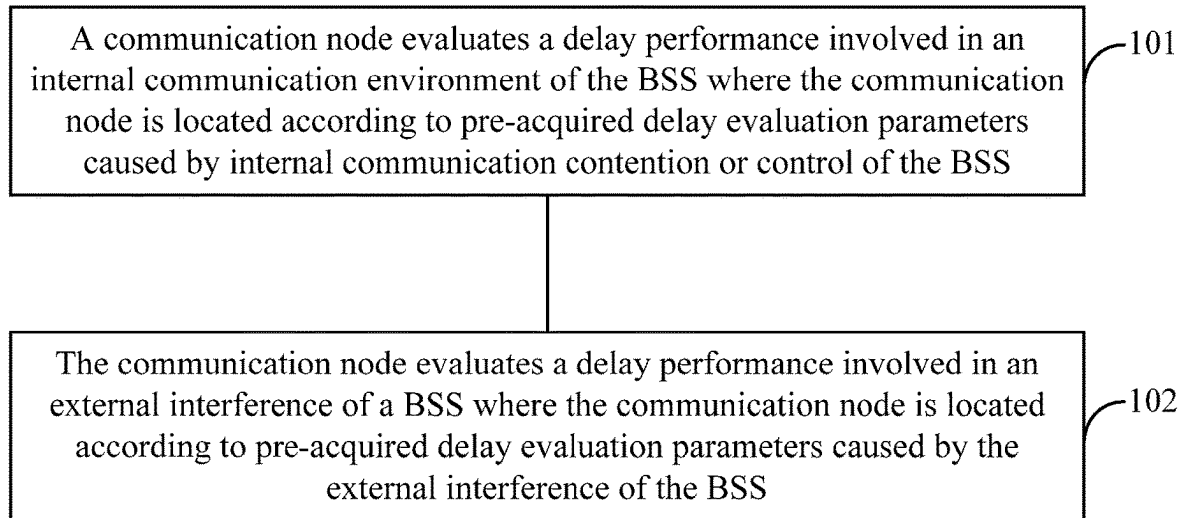 A communication node evaluates a delay performance involved in an
internal communication environment of the BSS where the communication
node is located according to pre-acquired delay evaluation parameters
caused by internal communication contention or control of the BSS
101
The communication node evaluates a delay performance involved in an
external interference of a BSS where the communication node is located
according to pre-acquired delay evaluation parameters caused by the
external interference of the BSS
102